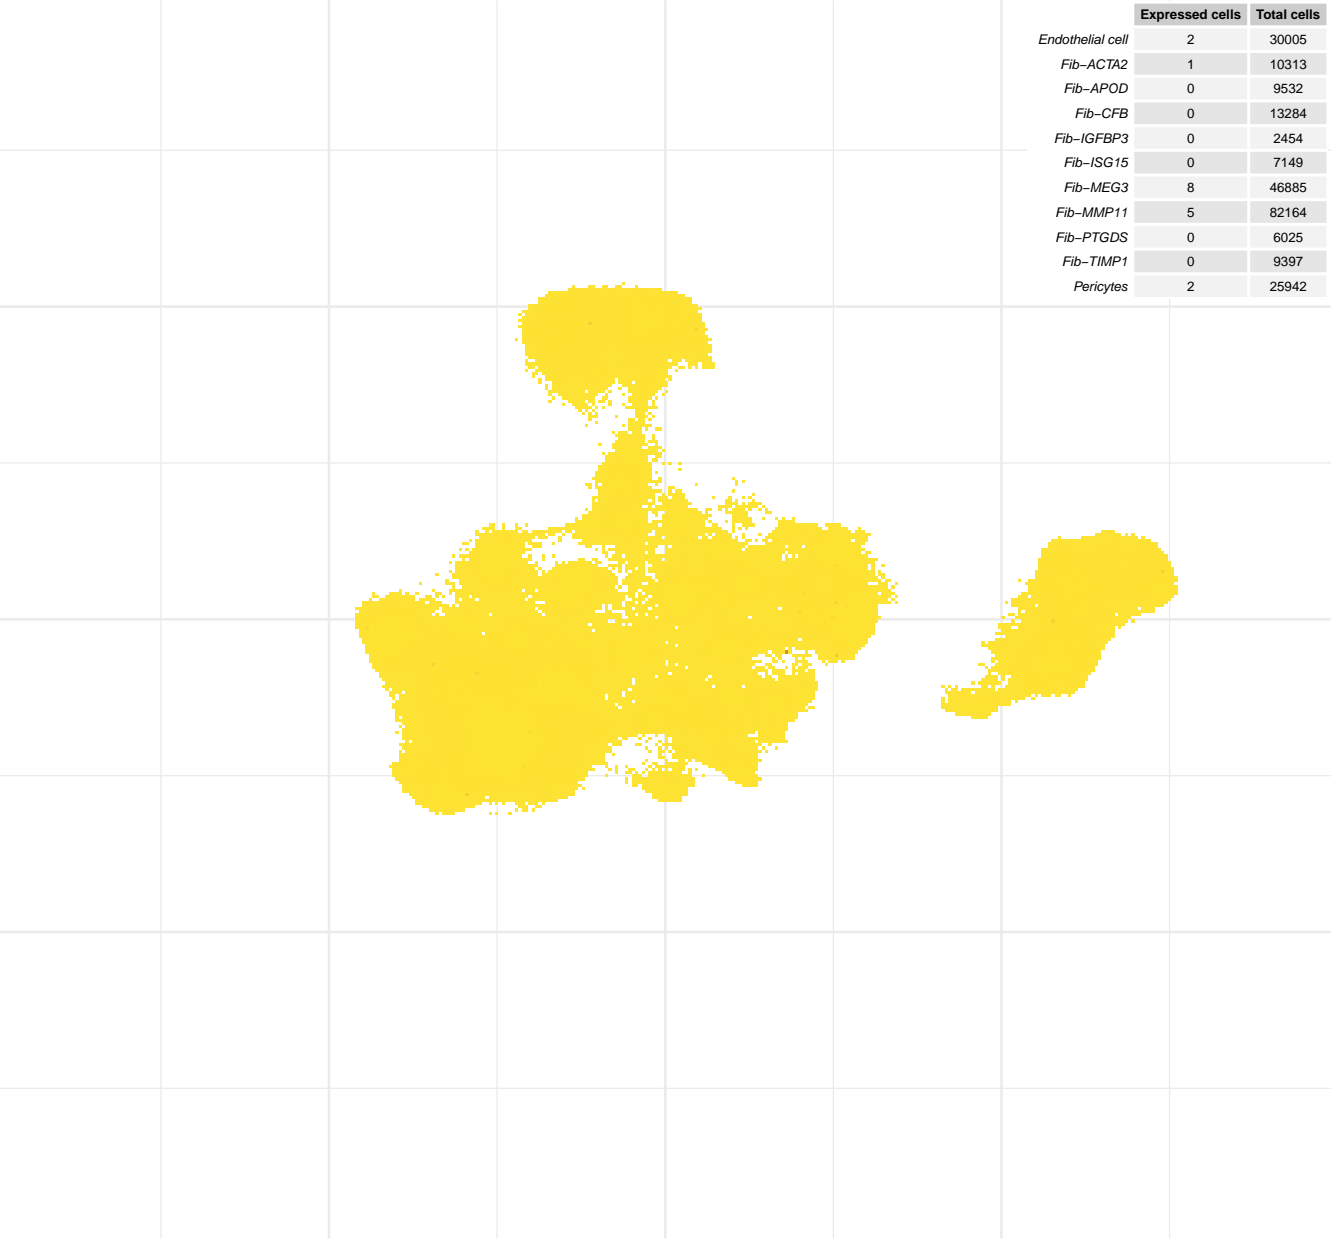 Expressed cells Total cells
Endothelial cell 2 30005
Fib−ACTA2 1 10313
Fib−APOD 0 9532
Fib−CFB 0 13284
Fib−IGFBP3 0 2454
Fib−ISG15 0 7149
Fib−MEG3 8 46885
Fib−MMP11 5 82164
Fib−PTGDS 0 6025
Fib−TIMP1 0 9397
Pericytes 2 25942